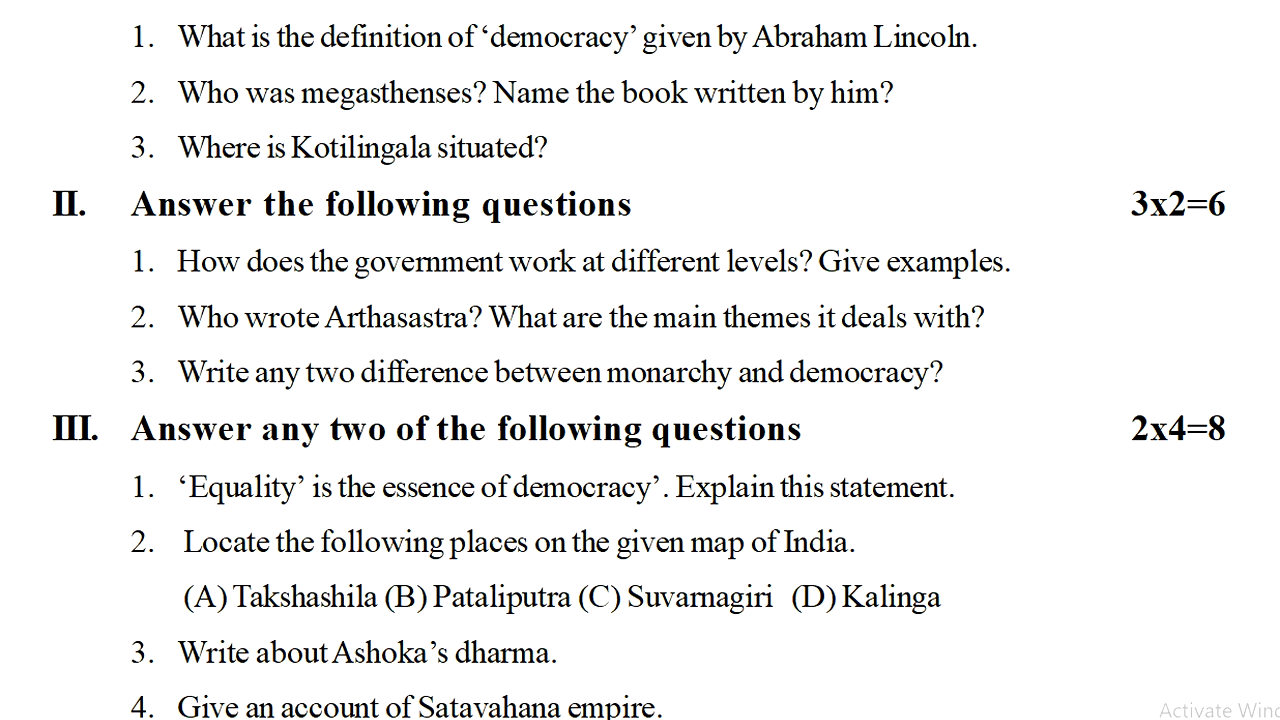 1. What is the definition of ‘democracy’ given by Abraham Lincoln.
2. Who was megasthenses? Name the book written by him?
3. Where is Kotilingala situated?
II. Answer the following questions 3x2=6
1. How does the government work at different levels? Give examples.
2. Who wrote Arthasastra? What are the main themes it deals with?
3. Write any two difference between monarchy and democracy?
III. Answer any two of the following questions 2x4=8
1. ‘Equality’ is the essence of democracy’. Explain this statement.
2. Locate the following places on the given map of India.
(A) Takshashila (B) Pataliputra (C) Suvarnagiri (D) Kalinga
3. Write about Ashoka’s dharma.
4. Give an account of Satavahana empire.
Activate Wind